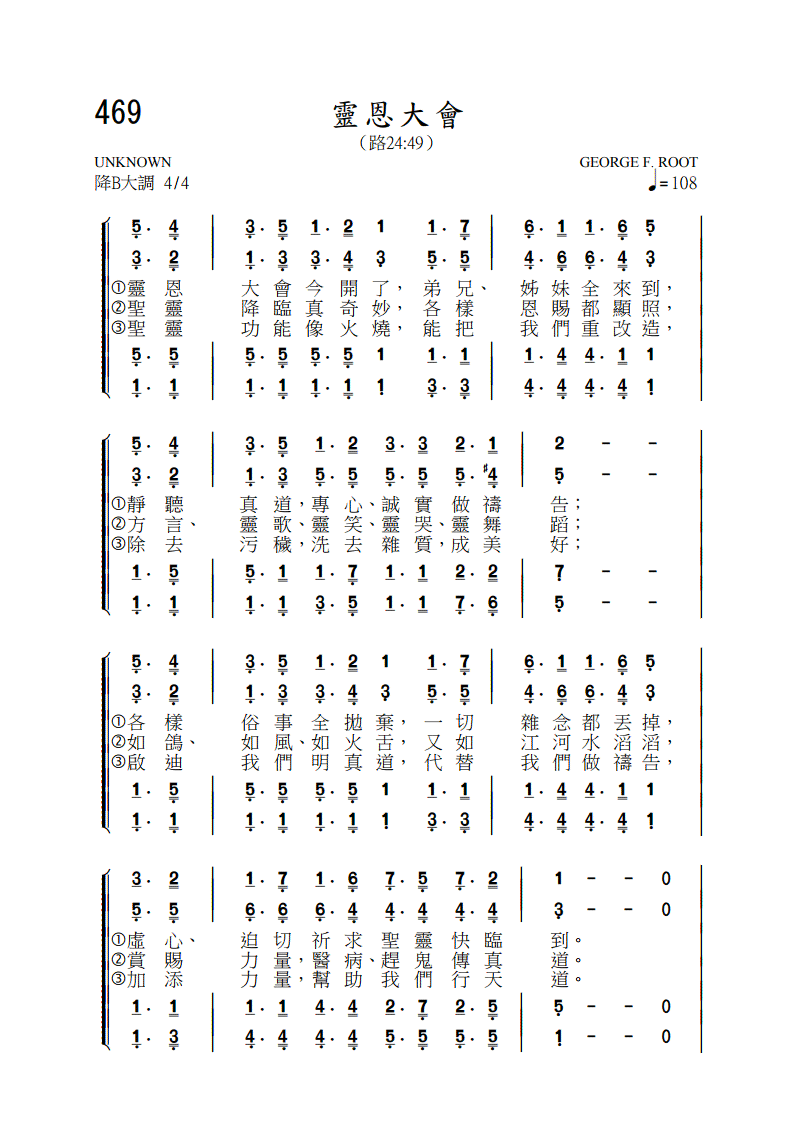 469
靈恩大會
（路24:49）
UNKNOWN
GEORGE F. ROOT
降B大調 4/4
♩=108
5. 4 | 3. 5 1. 2 1 1. 7 | 6. 1 1. 6 5 |
3. 2 | 1. 3 3. 4 3 5. 5 | 4. 6 6. 4 3 |
①靈恩 大會今開了，弟兄、姊妹全來到，
②聖靈 降臨真奇妙，各樣 恩賜都顯照，
③聖靈 功能像火燒，能把 我們重改造，
5. 5 | 5. 5 5. 5 5 1. 1 | 1. 4 4. 1 1 |
1. 1 | 1. 1 1. 1 1 3. 3 | 4. 4 4. 4 1 |
5. 4 | 3. 5 1. 2 3. 3 2. 1 | 2 - - |
3. 2 | 1. 3 5. 5 5. 5 5. #4 | 5 - - |
①靜聽 真道，專心、誠實做禱 告；
②方言、靈歌、靈笑、靈哭、靈舞 蹈；
③除去 污穢，洗去雜質，成美 好；
1. 5 | 5. 5 1. 7 1. 1 2. 2 | 7 - - |
1. 1 | 1. 1 3. 5 1. 1 7. 6 | 5 - - |
5. 4 | 3. 5 1. 2 1 1. 7 | 6. 1 1. 6 5 |
3. 2 | 1. 3 3. 4 3 5. 5 | 4. 6 6. 4 3 |
①各樣 俗事全拋棄，一切 雜念都丟掉，
②如鴿、如風、如火舌，又如 江河水滔滔，
③啟迪 我們明真道，代替 我們做禱告，
1. 5 | 5. 5 5. 5 5 1. 1 | 1. 4 4. 1 1 |
1. 1 | 1. 1 1. 1 1 3. 3 | 4. 4 4. 4 1 |
3. 2 | 1. 7 1. 6 7. 5 7. 2 | 1 - - 0
5. 5 | 6. 6 6. 4 4. 4 4. 4 | 3 - - 0
①虛心、迫切祈求聖靈快臨 到。
②賞賜 力量，醫病、趕鬼傳真 道。
③加添 力量，幫助我們行天 道。
1. 1 | 1. 1 4. 4 2. 7 2. 5 | 5 - - 0
1. 3 | 4. 4 4. 4 5. 5 5. 5 | 1 - - 0